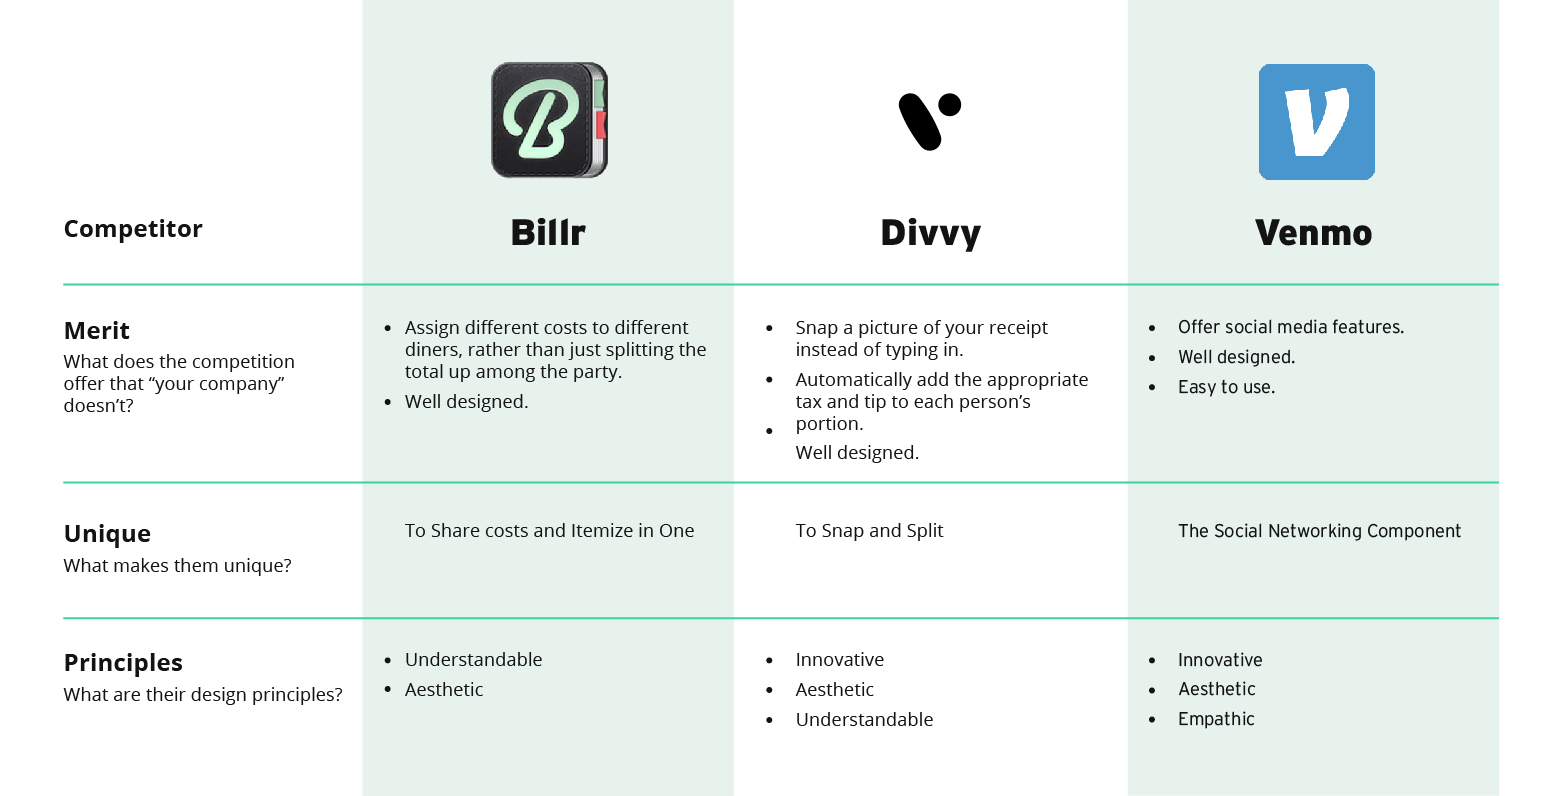 Competitor
Billr
Divvy
Venmo
Merit
What does the competition
offer that “your company”
doesn’t?
• Assign different costs to different
diners, rather than just splitting the
total up among the party.
• Well designed.
• Snap a picture of your receipt
instead of typing in.
• Automatically add the appropriate
tax and tip to each person’s
portion.
• Well designed.
• Offer social media features.
• Well designed.
• Easy to use.
Unique
What makes them unique?
To Share costs and Itemize in One
To Snap and Split
The Social Networking Component
Principles
What are their design principles?
• Understandable
• Aesthetic
• Innovative
• Aesthetic
• Understandable
• Innovative
• Aesthetic
• Empathic